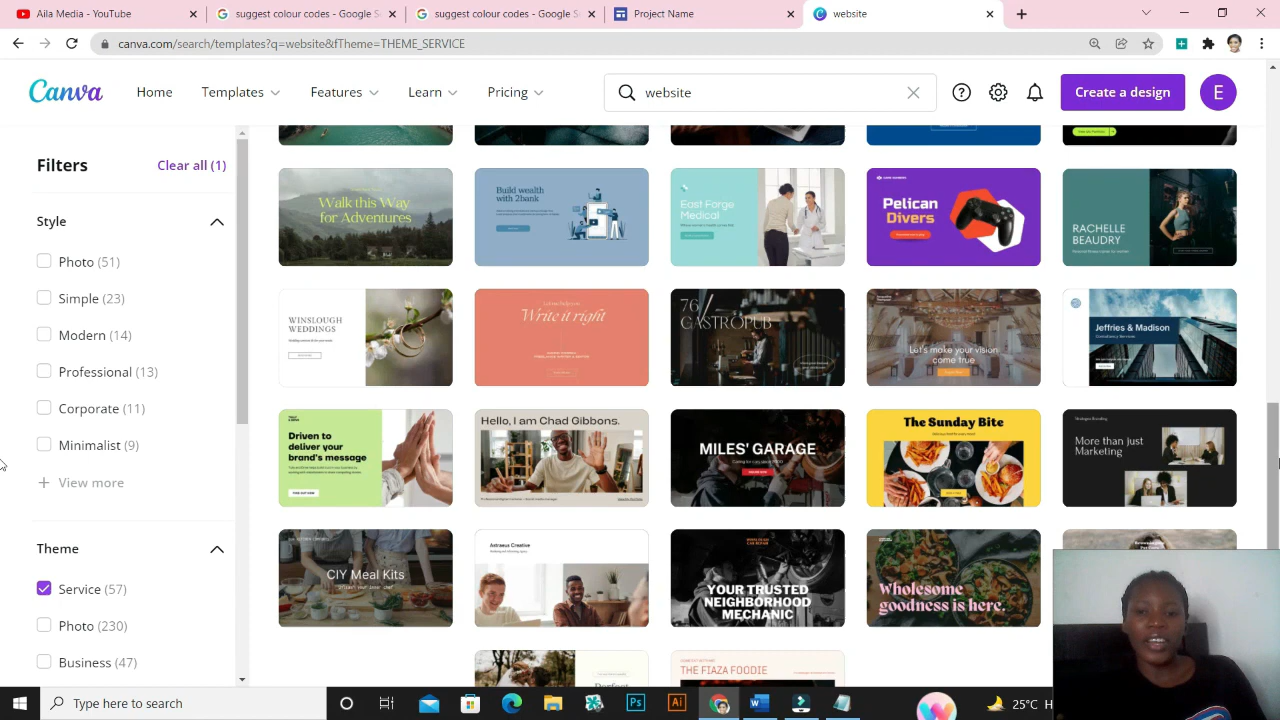 Aila Media - YouTube
suggest colour codes - Google S
suggest colour codes - Google Se
Project Name
website
canva.com/search/templates?q=website&fTheme=THEME_SERVICE
Canva
Home
Templates
Features
Learn
Pricing
website
Create a design
E
Filters
Clear all (1)
Style
Photo (51)
Simple (23)
Modern (14)
Professional (13)
Corporate (11)
Minimalist (9)
View more
Theme
Service (57)
Photo (230)
Business (47)
Walk this Way
for Adventures
Build wealth
with 2bank
East Forge
Medical
Pelican
Divers
RACHELLE
BEAUDRY
WINSLOUGH
WEDDINGS
Write it right
76
GASTROPUB
Let's make your vision
come true
Jeffries & Madison
Consultancy Services
Driven to
deliver your
brand's message
Hello, I am Chad Gibbons.
MILES' GARAGE
The Sunday Bite
More than just
Marketing
CIY Meal Kits
Astraeus Creative
YOUR TRUSTED
NEIGHBORHOOD
MECHANIC
Wholesome
goodness is here.
Perfect
THE FIAZA FOODIE
Type here to search
25°C